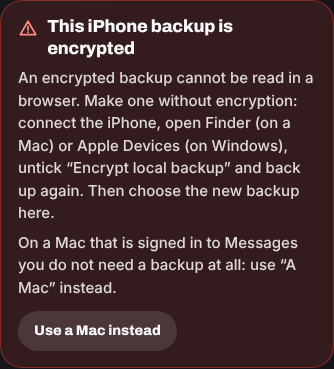 This iPhone backup is
encrypted
An encrypted backup cannot be read in a
browser. Make one without encryption:
connect the iPhone, open Finder (on a
Mac) or Apple Devices (on Windows),
untick “Encrypt local backup” and back
up again. Then choose the new backup
here.
On a Mac that is signed in to Messages
you do not need a backup at all: use “A
Mac” instead.
Use a Mac instead